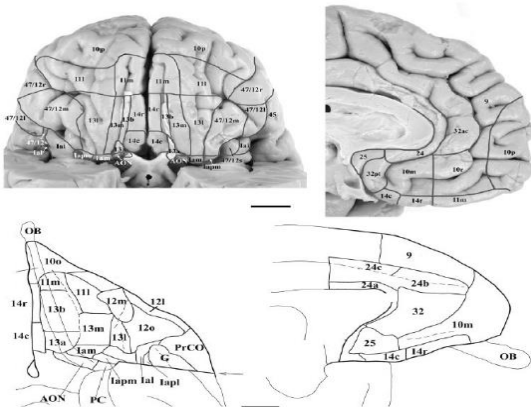 10p
10p
11l
11m
11m
11l
47/12r
47/12r
47/12m
47/12m
47/12l
47/12l
45
14r
14c
13l
13m
13b
13b
13m
13l
14c
14c
Iai
Iai
Iapm
Iam
AON
AON
Iam
Iapm
9
32ac
24
25
32pl
10m
10r
10p
14c
14r
11m
OB
10o
11m
11l
14r
12m
12l
13b
13m
12o
14c
13l
13a
PrCO
Iam
G
Iapm
Ial
Iapl
AON
PC
9
24c
24a
24b
32
10m
25
14c
14r
OB